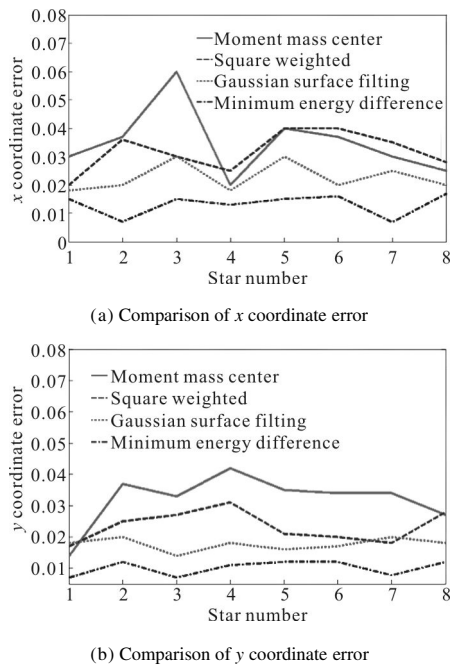 0.08
0.07
0.06
0.05
0.04
0.03
0.02
0.01
0
x coordinate error
Moment mass center
Square weighted
Gaussian surface filting
Minimum energy difference
1 2 3 4 5 6 7 8
Star number
(a) Comparison of x coordinate error
0.08
0.07
0.06
0.05
0.04
0.03
0.02
0.01
y coordinate error
Moment mass center
Square weighted
Gaussian surface filting
Minimum energy difference
1 2 3 4 5 6 7 8
Star number
(b) Comparison of y coordinate error